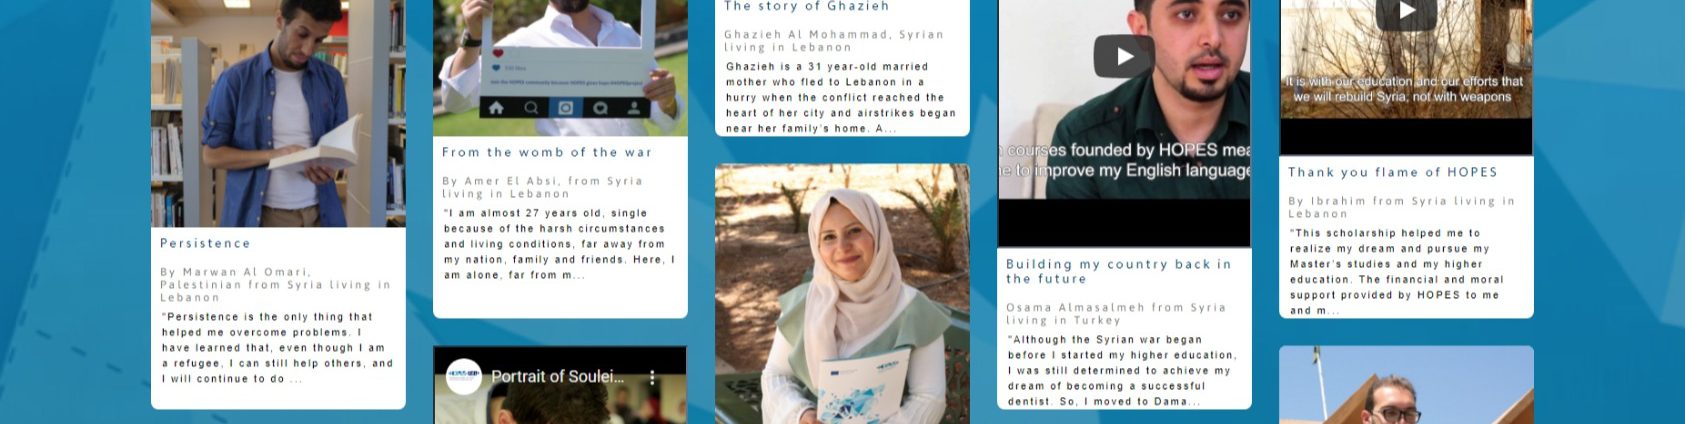 Persistence
By Marwan Al Omari,
Palestinian from Syria living in
Lebanon
"Persistence is the only thing that
helped me overcome problems. I
have learned that, even though I am
a refugee, I can still help others, and
I will continue to do ...
From the womb of the war
By Amer El Absi, from Syria
living in Lebanon
"I am almost 27 years old, single
because of the harsh circumstances
and living conditions, far away from
my nation, family and friends. Here, I
am alone, far from m...
Portrait of Soulei...
The story of Ghazieh
Ghazieh Al Mohammad, Syrian
living in Lebanon
Ghazieh is a 31 year-old married
mother who fled to Lebanon in a
hurry when the conflict reached the
heart of her city and airstrikes began
near her family's home. A...
courses founded by HOPES mea
e to improve my English language
Building my country back in
the future
Osama Almasalmeh from Syria
living in Turkey
"Although the Syrian war began
before I started my higher education,
I was still determined to achieve my
dream of becoming a successful
dentist. So, I moved to Dama...
It is with our education and our efforts that
we will rebuild Syria; not with weapons
Thank you flame of HOPES
By Ibrahim from Syria living in
Lebanon
"This scholarship helped me to
realize my dream and pursue my
Master's studies and my higher
education. The financial and moral
support provided by HOPES to me
and m...